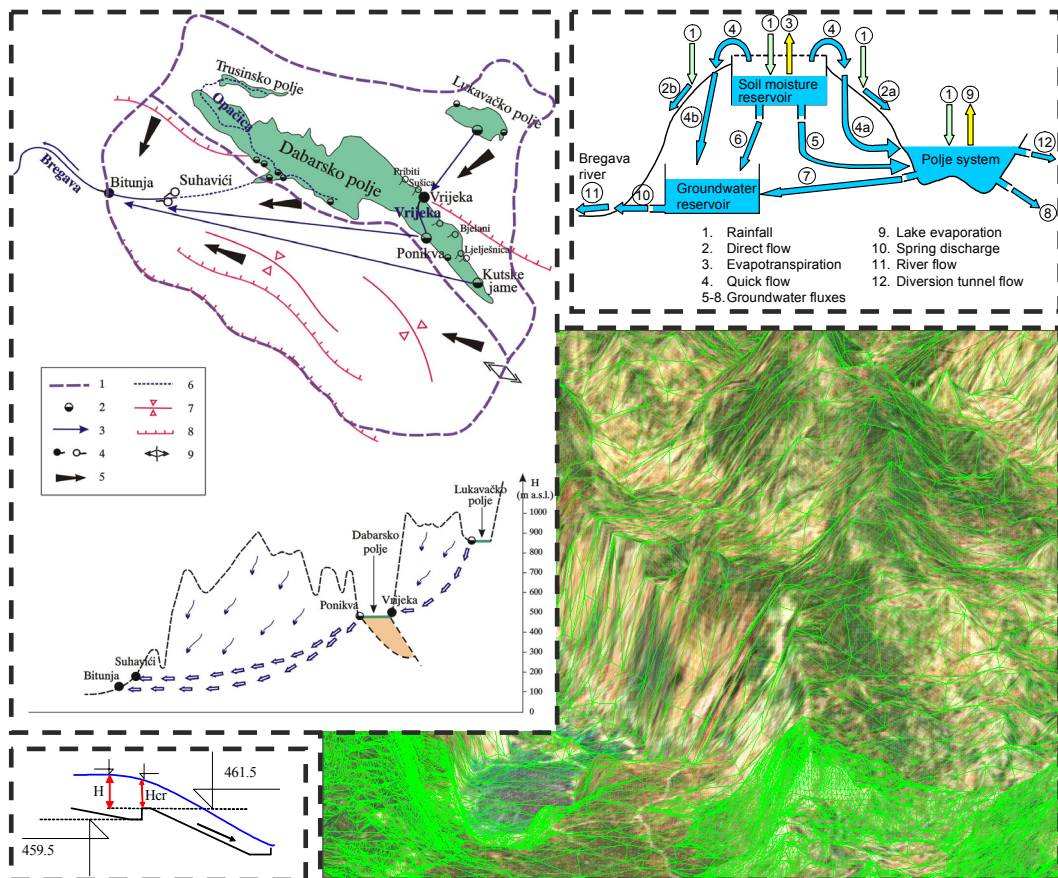 Trusinsko polje
Opačica
Lukavačko polje
Dabarsko polje
Bregava
Bitunja
Suhavići
Pribiti
Sušica
Vrijeka
Vrijeka
Bjelani
Ponikva
Ljelješnica
Kutske
jame
1
2
3
4
5
6
7
8
9
H
(m a.s.l.)
Lukavačko
polje
1000
900
800
700
600
500
400
300
200
100
0
Dabarsko
polje
Ponikva
Vrijeka
Suhavići
Bitunja
1
4
1
3
4
1
2b
2a
Soil moisture
reservoir
4b
6
5
4a
1
9
12
Polje system
Bregava
river
11
10
Groundwater
reservoir
7
8
1. Rainfall
2. Direct flow
3. Evapotranspiration
4. Quick flow
5-8. Groundwater fluxes
9. Lake evaporation
10. Spring discharge
11. River flow
12. Diversion tunnel flow
H
Hcr
461.5
459.5